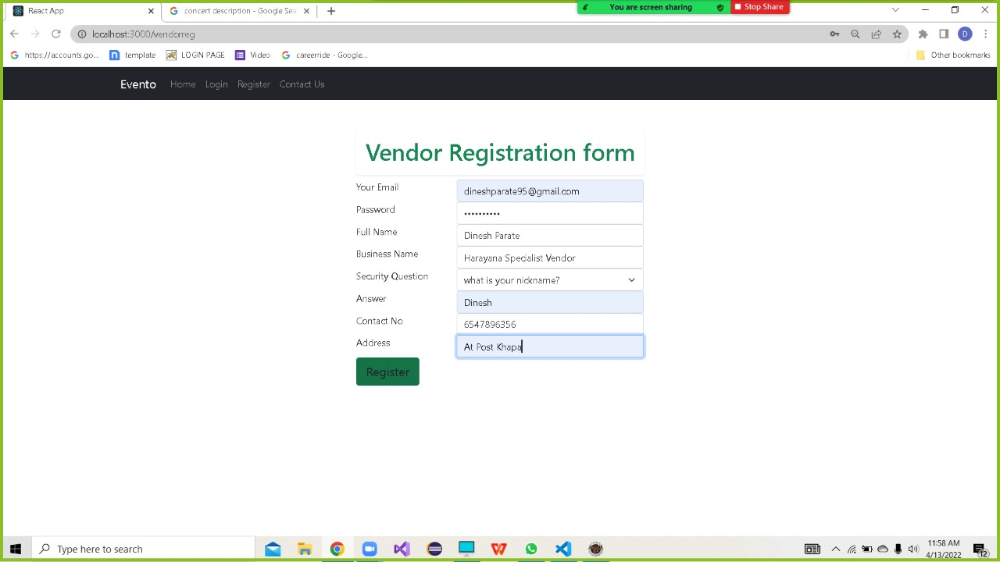 React App
concert description - Google Sea
You are screen sharing
Stop Share
localhost:3000/vendorreg
D
https://accounts.go...
template
LOGIN PAGE
Video
careerride - Google...
Other bookmarks
Evento
Home
Login
Register
Contact Us
Vendor Registration form
Your Email
dineshparate95@gmail.com
Password
••••••••••
Full Name
Dinesh Parate
Business Name
Harayana Specialist Vendor
Security Question
what is your nickname?
Answer
Dinesh
Contact No
6547896356
Address
At Post Khapa
Register
Type here to search
11:58 AM
4/13/2022
12